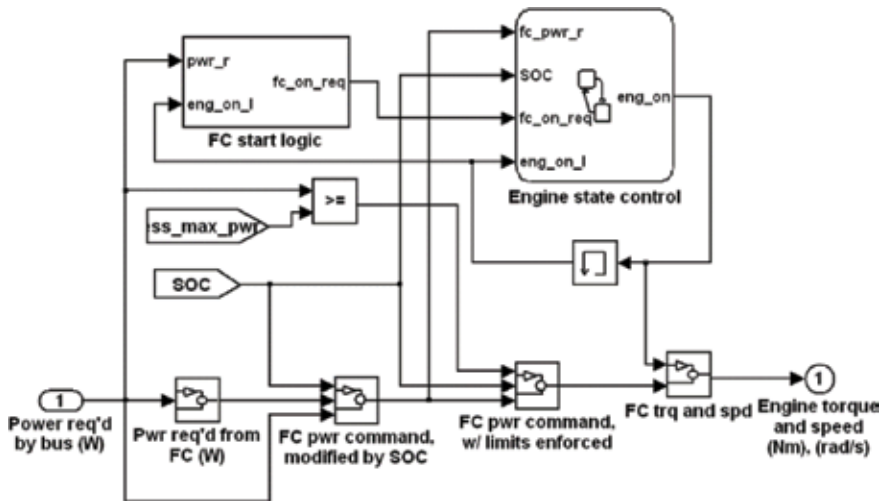 pwr_r
fc_on_req
eng_on_l
FC start logic
fc_pwr_r
SOC
fc_on_req
eng_on_l
eng_on
Engine state control
>=
ss_max_pwr
SOC
1
Power req'd
by bus (W)
Pwr req'd from
FC (W)
FC pwr command,
modified by SOC
FC pwr command,
w/ limits enforced
FC trq and spd
1
Engine torque
and speed
(Nm), (rad/s)